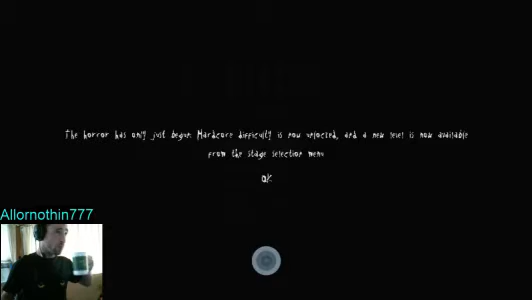 The horror has only just begun. Hardcore difficulty is now unlocked, and a new level is now available
from the stage selection menu
OK
Allornothin777